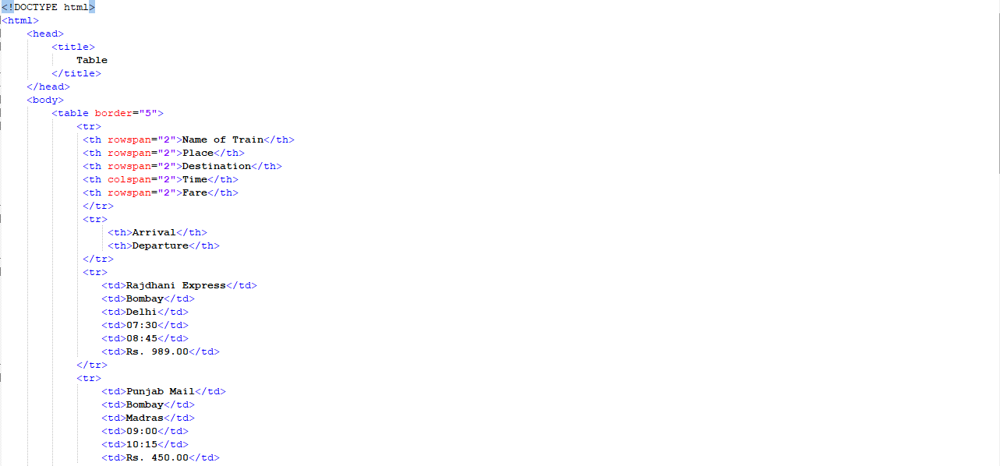 <!DOCTYPE html>
<html>
<head>
<title>
Table
</title>
</head>
<body>
<table border="5">
<tr>
<th rowspan="2">Name of Train</th>
<th rowspan="2">Place</th>
<th rowspan="2">Destination</th>
<th colspan="2">Time</th>
<th rowspan="2">Fare</th>
</tr>
<tr>
<th>Arrival</th>
<th>Departure</th>
</tr>
<tr>
<td>Rajdhani Express</td>
<td>Bombay</td>
<td>Delhi</td>
<td>07:30</td>
<td>08:45</td>
<td>Rs. 989.00</td>
</tr>
<tr>
<td>Punjab Mail</td>
<td>Bombay</td>
<td>Madras</td>
<td>09:00</td>
<td>10:15</td>
<td>Rs. 450.00</td>